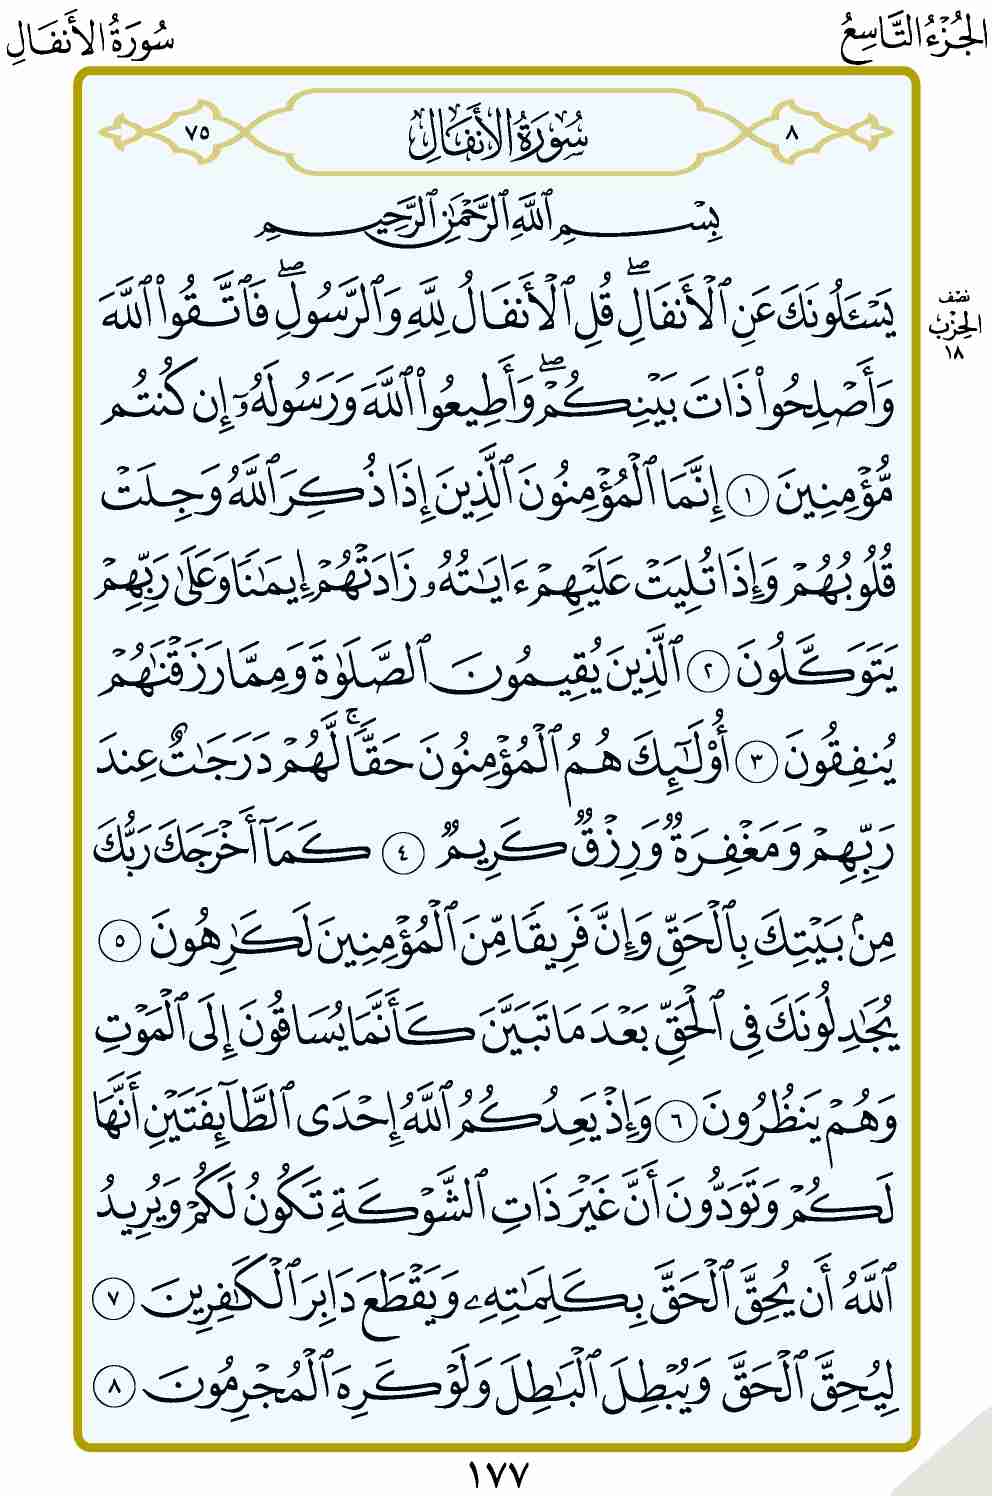 الجُزْءُ التَّاسِعُ
سُورَةُ الأَنفَالِ
٨
سُورَةُ الأَنفَالِ
٧٥
بِسْمِ ٱللَّهِ ٱلرَّحْمَٰنِ ٱلرَّحِيمِ
يَسْـَٔلُونَكَ عَنِ ٱلْأَنفَالِۖ قُلِ ٱلْأَنفَالُ لِلَّهِ وَٱلرَّسُولِۖ فَٱتَّقُوا۟ ٱللَّهَ
نِصْف
الحِزْب
١٨
وَأَصْلِحُوا۟ ذَاتَ بَيْنِكُمْۖ وَأَطِيعُوا۟ ٱللَّهَ وَرَسُولَهُۥٓ إِن كُنتُم
مُّؤْمِنِينَ ١ إِنَّمَا ٱلْمُؤْمِنُونَ ٱلَّذِينَ إِذَا ذُكِرَ ٱللَّهُ وَجِلَتْ
قُلُوبُهُمْ وَإِذَا تُلِيَتْ عَلَيْهِمْ ءَايَٰتُهُۥ زَادَتْهُمْ إِيمَٰنًا وَعَلَىٰ رَبِّهِمْ
يَتَوَكَّلُونَ ٢ ٱلَّذِينَ يُقِيمُونَ ٱلصَّلَوٰةَ وَمِمَّا رَزَقْنَٰهُمْ
يُنفِقُونَ ٣ أُو۟لَٰٓئِكَ هُمُ ٱلْمُؤْمِنُونَ حَقًّاۚ لَّهُمْ دَرَجَٰتٌ عِندَ
رَبِّهِمْ وَمَغْفِرَةٌ وَرِزْقٌ كَرِيمٌ ٤ كَمَآ أَخْرَجَكَ رَبُّكَ
مِنۢ بَيْتِكَ بِٱلْحَقِّ وَإِنَّ فَرِيقًا مِّنَ ٱلْمُؤْمِنِينَ لَكَٰرِهُونَ ٥
يُجَٰدِلُونَكَ فِى ٱلْحَقِّ بَعْدَ مَا تَبَيَّنَ كَأَنَّمَا يُسَاقُونَ إِلَى ٱلْمَوْتِ
وَهُمْ يَنظُرُونَ ٦ وَإِذْ يَعِدُكُمُ ٱللَّهُ إِحْدَى ٱلطَّآئِفَتَيْنِ أَنَّهَا
لَكُمْ وَتَوَدُّونَ أَنَّ غَيْرَ ذَاتِ ٱلشَّوْكَةِ تَكُونُ لَكُمْ وَيُرِيدُ
ٱللَّهُ أَن يُحِقَّ ٱلْحَقَّ بِكَلِمَٰتِهِۦ وَيَقْطَعَ دَابِرَ ٱلْكَٰفِرِينَ ٧
لِيُحِقَّ ٱلْحَقَّ وَيُبْطِلَ ٱلْبَٰطِلَ وَلَوْ كَرِهَ ٱلْمُجْرِمُونَ ٨
١٧٧